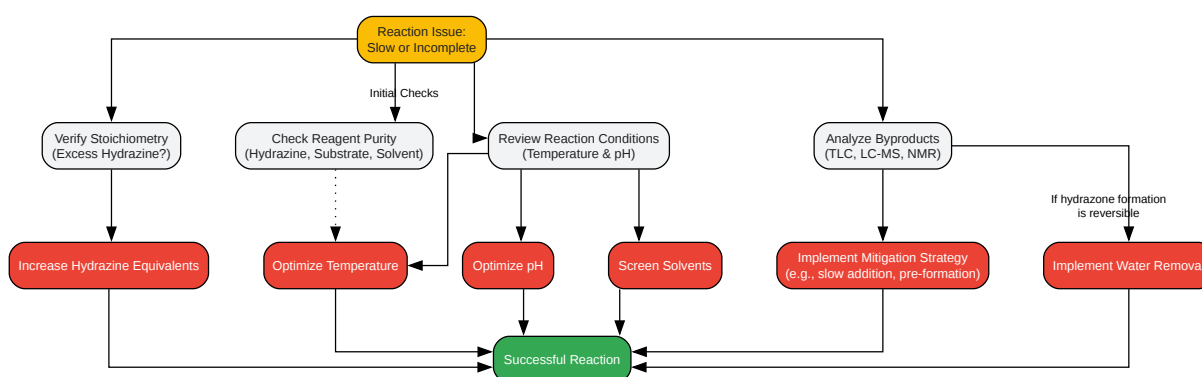 Reaction Issue:
Slow or Incomplete
Initial Checks
Verify Stoichiometry
(Excess Hydrazine?)
Check Reagent Purity
(Hydrazine, Substrate, Solvent)
Review Reaction Conditions
(Temperature & pH)
Analyze Byproducts
(TLC, LC-MS, NMR)
If hydrazone formation
is reversible
Increase Hydrazine Equivalents
Optimize Temperature
Optimize pH
Screen Solvents
Implement Mitigation Strategy
(e.g., slow addition, pre-formation)
Implement Water Removal
Successful Reaction